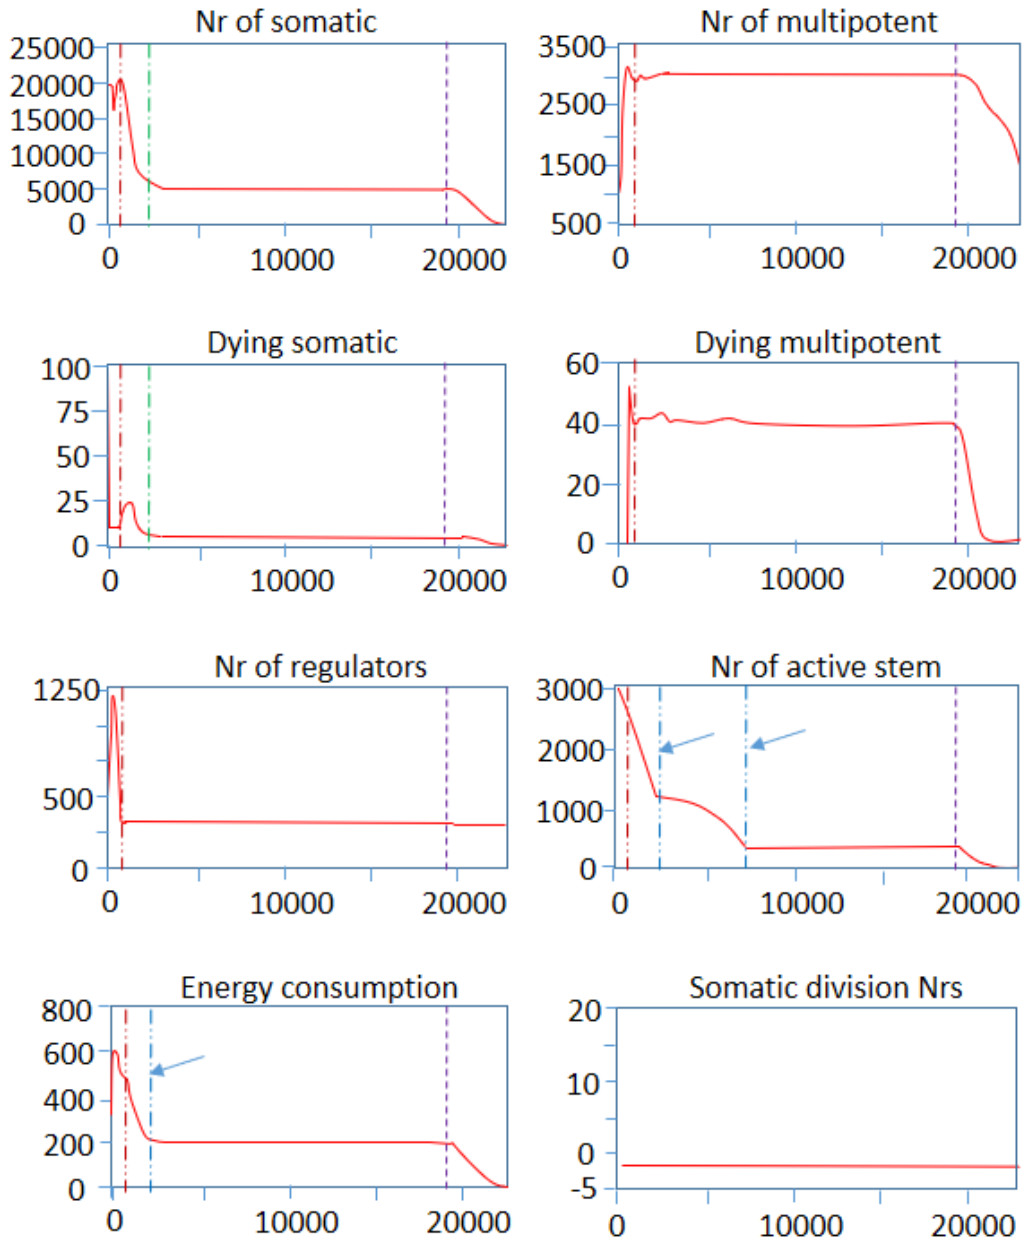 Nr of somatic
25000
20000
15000
10000
5000
0
0 10000 20000
Nr of multipotent
3500
2500
1500
500
0 10000 20000
Dying somatic
100
75
50
25
0
0 10000 20000
Dying multipotent
60
40
20
0
0 10000 20000
Nr of regulators
1250
500
0
0 10000 20000
Nr of active stem
3000
2000
1000
0
0 10000 20000
Energy consumption
800
600
400
200
0
0 10000 20000
Somatic division Nrs
20
10
0
-5
0 10000 20000